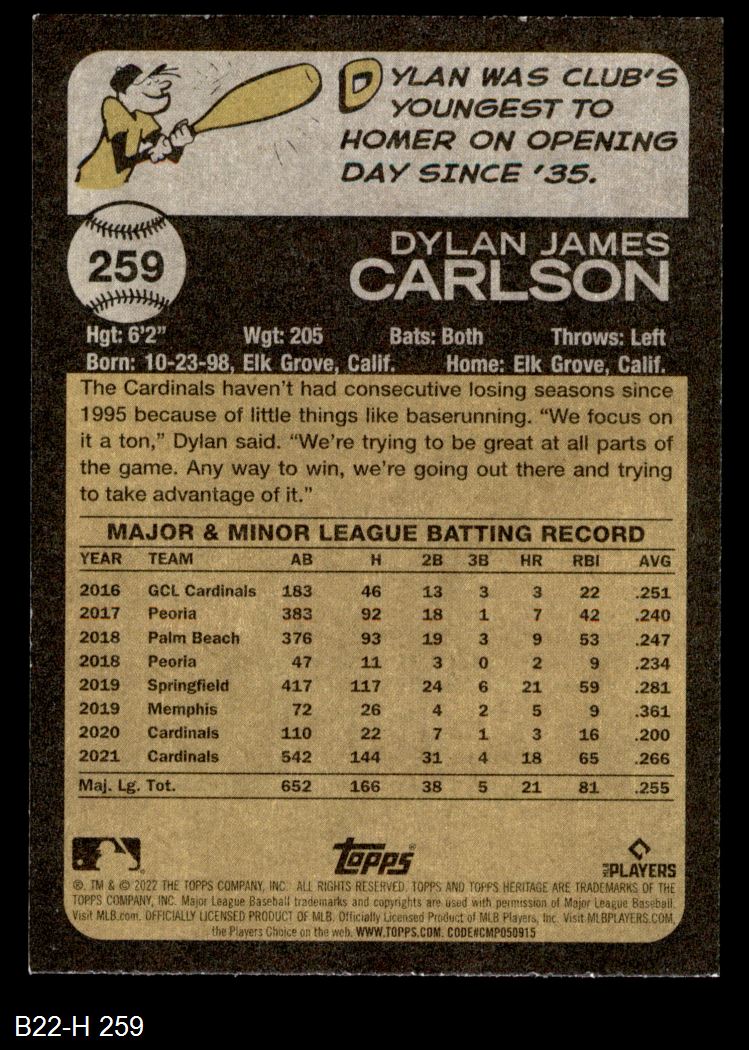 DYLAN WAS CLUB'S
YOUNGEST TO
HOMER ON OPENING
DAY SINCE '35.
259
DYLAN JAMES
CARLSON
Hgt: 6'2" Wgt: 205 Bats: Both Throws: Left
Born: 10-23-98, Elk Grove, Calif. Home: Elk Grove, Calif.
The Cardinals haven't had consecutive losing seasons since
1995 because of little things like baserunning. "We focus on
it a ton," Dylan said. "We're trying to be great at all parts of
the game. Any way to win, we're going out there and trying
to take advantage of it."
MAJOR & MINOR LEAGUE BATTING RECORD
YEAR TEAM AB H 2B 3B HR RBI AVG
2016 GCL Cardinals 183 46 13 3 3 22 .251
2017 Peoria 383 92 18 1 7 42 .240
2018 Palm Beach 376 93 19 3 9 53 .247
2018 Peoria 47 11 3 0 2 9 .234
2019 Springfield 417 117 24 6 21 59 .281
2019 Memphis 72 26 4 2 5 9 .361
2020 Cardinals 110 22 7 1 3 16 .200
2021 Cardinals 542 144 31 4 18 65 .266
Maj. Lg. Tot. 652 166 38 5 21 81 .255
Topps®
MLB PLAYERS
®, TM & © 2022 THE TOPPS COMPANY, INC. ALL RIGHTS RESERVED. TOPPS AND TOPPS HERITAGE ARE TRADEMARKS OF THE
TOPPS COMPANY, INC. Major League Baseball trademarks and copyrights are used with permission of Major League Baseball.
Visit MLB.com. OFFICIALLY LICENSED PRODUCT OF MLB. Officially Licensed Product of MLB Players, Inc. Visit MLBPLAYERS.COM,
the Players Choice on the web. WWW.TOPPS.COM. CODE#CMP050915
B22-H 259